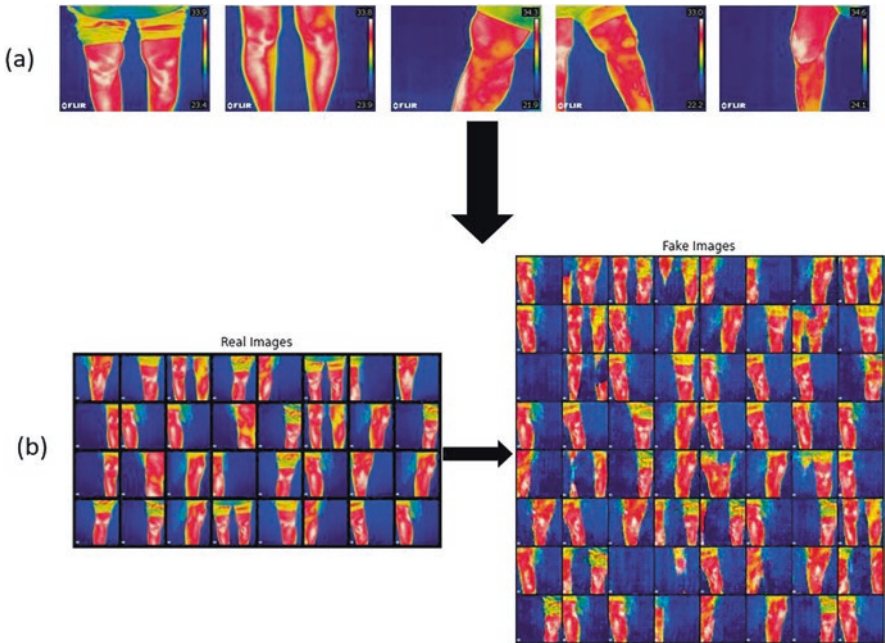 (a)
33.9
FLIR
23.4
33.8
FLIR
23.9
34.3
FLIR
21.9
33.0
FLIR
22.2
34.6
FLIR
24.1
Fake Images
Real Images
(b)